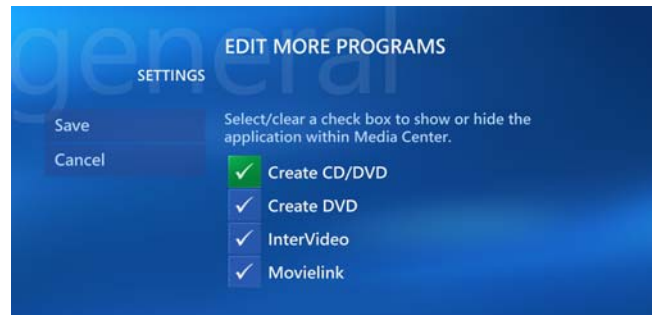 general
EDIT MORE PROGRAMS
SETTINGS
Save
Cancel
Select/clear a check box to show or hide the
application within Media Center.
Create CD/DVD
Create DVD
InterVideo
Movielink